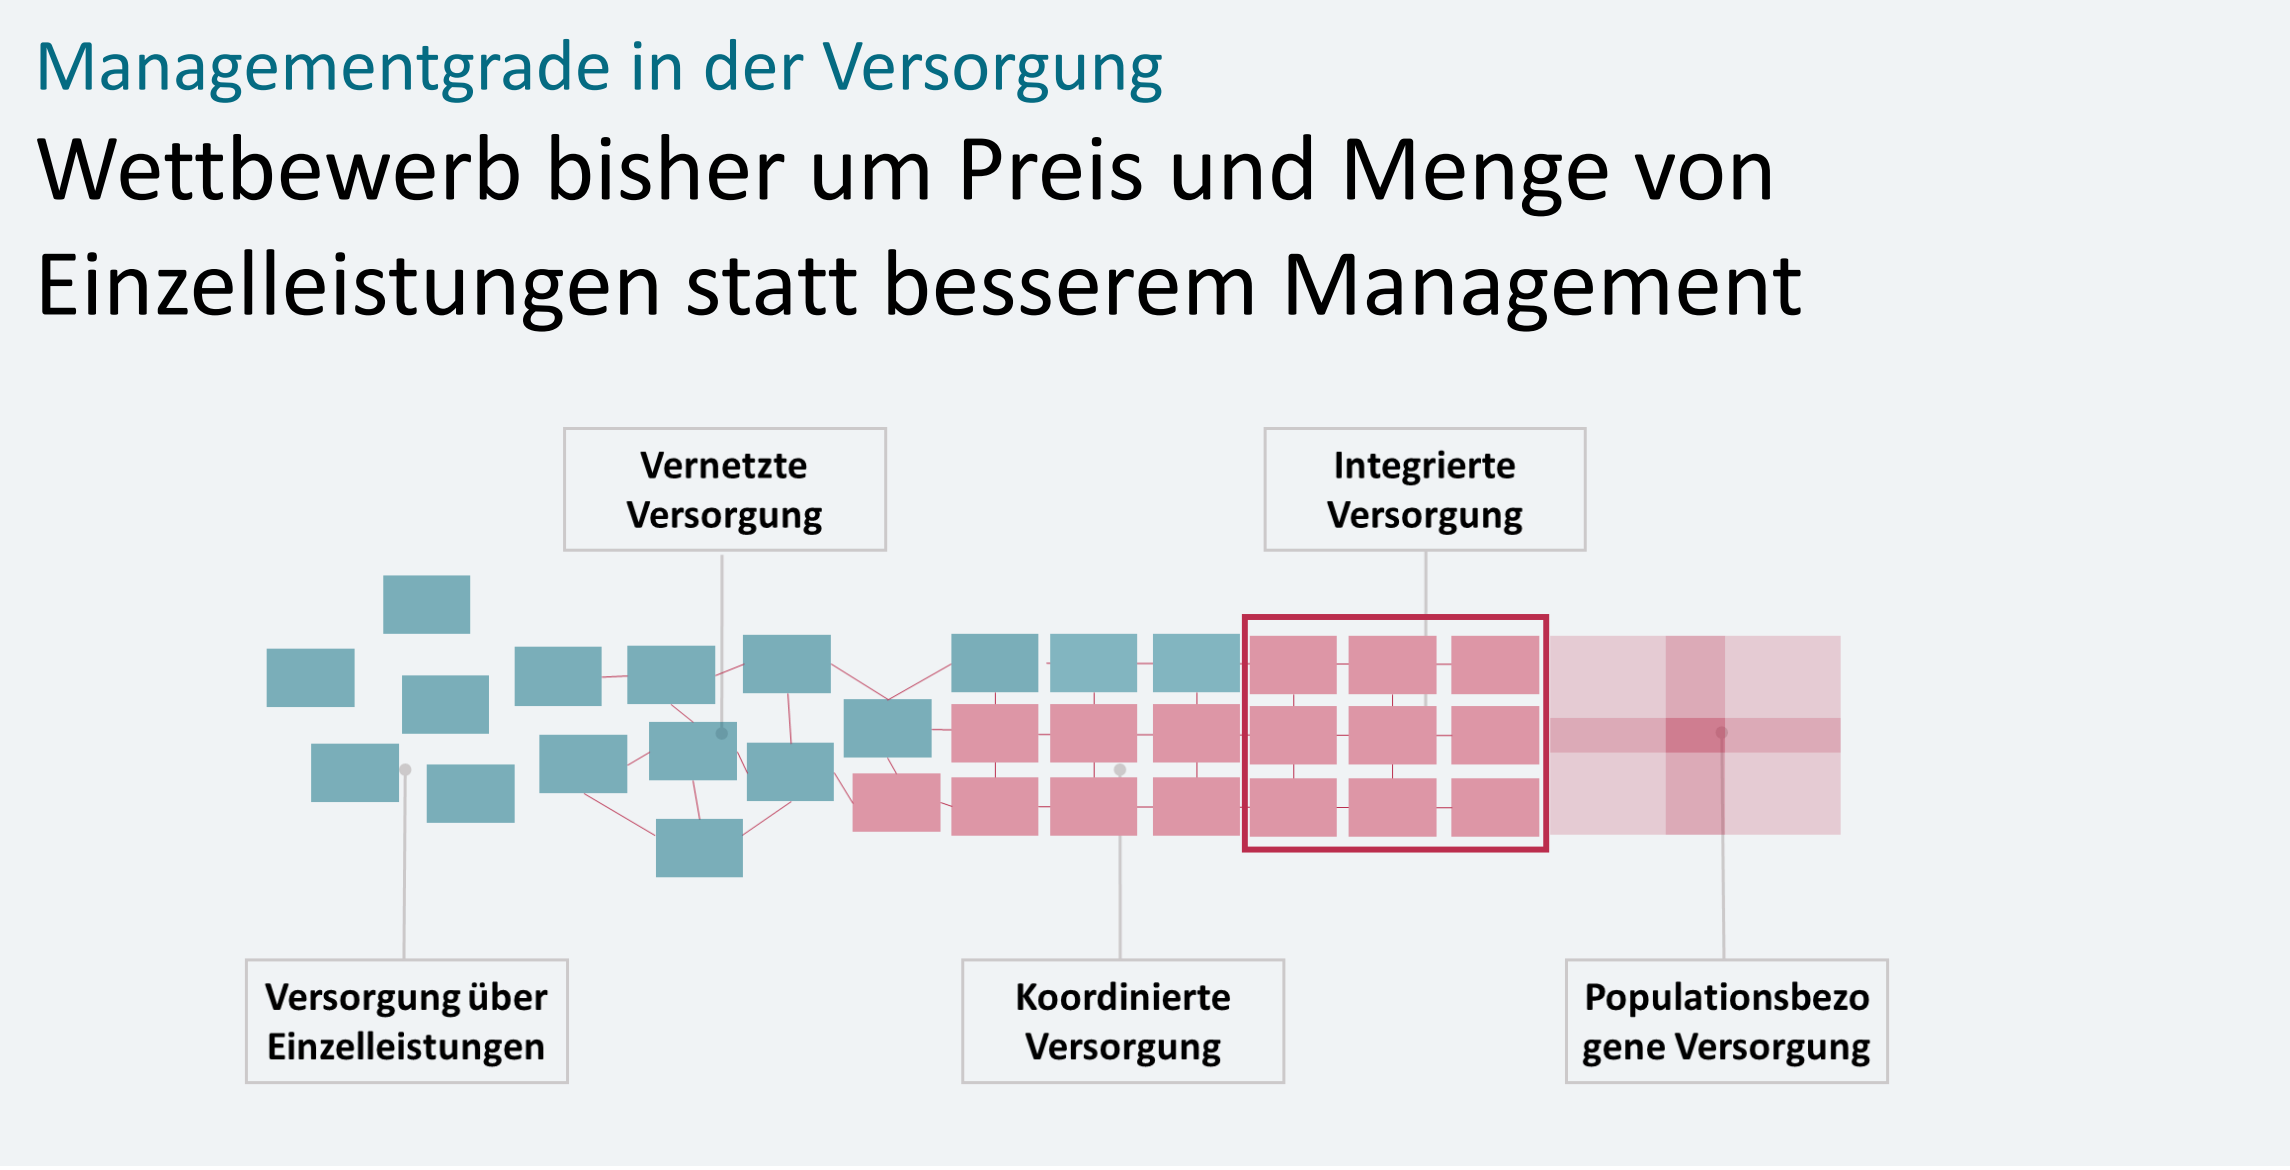 Managementgrade in der Versorgung
Wettbewerb bisher um Preis und Menge von
Einzelleistungen statt besserem Management
Vernetzte
Versorgung
Integrierte
Versorgung
Versorgung über
Einzelleistungen
Koordinierte
Versorgung
Populationsbezo
gene Versorgung